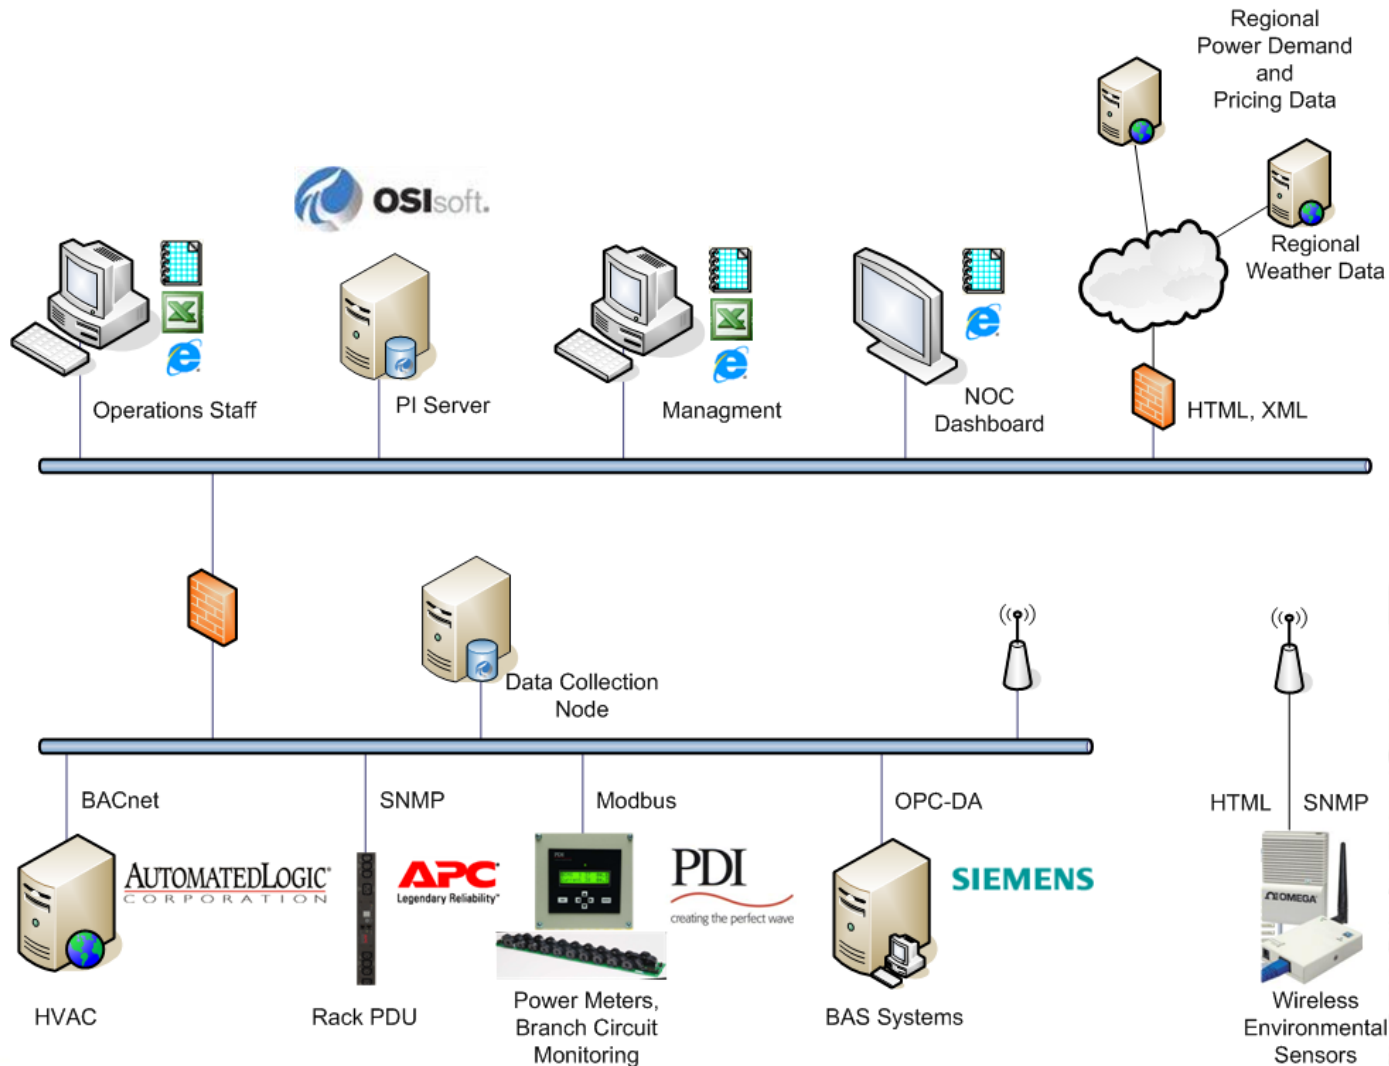 Regional
Power Demand
and
Pricing Data
OSIsoft.
Regional
Weather Data
Operations Staff
PI Server
Managment
NOC
Dashboard
HTML, XML
Data Collection
Node
BACnet
SNMP
Modbus
OPC-DA
HTML
SNMP
AUTOMATEDLOGIC®
CORPORATION
APC®
Legendary Reliability™
PDI
creating the perfect wave
SIEMENS
ΩE OMEGA®
HVAC
Rack PDU
Power Meters,
Branch Circuit
Monitoring
BAS Systems
Wireless
Environmental
Sensors